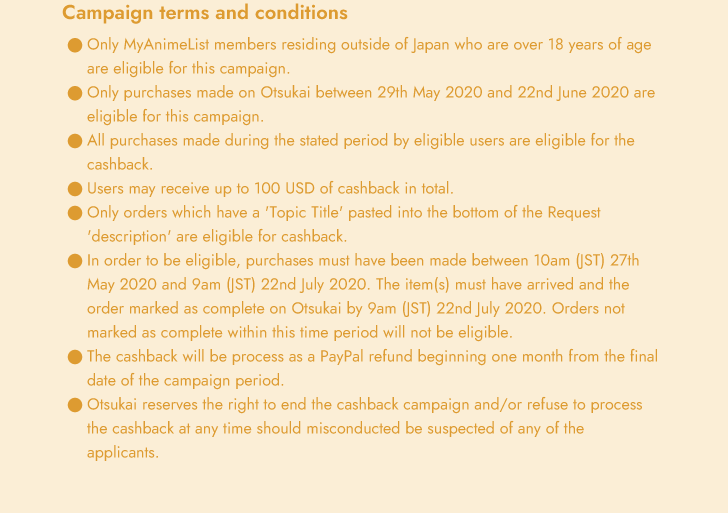 Campaign terms and conditions
● Only MyAnimeList members residing outside of Japan who are over 18 years of age
are eligible for this campaign.
● Only purchases made on Otsukai between 29th May 2020 and 22nd June 2020 are
eligible for this campaign.
● All purchases made during the stated period by eligible users are eligible for the
cashback.
● Users may receive up to 100 USD of cashback in total.
● Only orders which have a 'Topic Title' pasted into the bottom of the Request
'description' are eligible for cashback.
● In order to be eligible, purchases must have been made between 10am (JST) 27th
May 2020 and 9am (JST) 22nd July 2020. The item(s) must have arrived and the
order marked as complete on Otsukai by 9am (JST) 22nd July 2020. Orders not
marked as complete within this time period will not be eligible.
● The cashback will be process as a PayPal refund beginning one month from the final
date of the campaign period.
● Otsukai reserves the right to end the cashback campaign and/or refuse to process
the cashback at any time should misconducted be suspected of any of the
applicants.